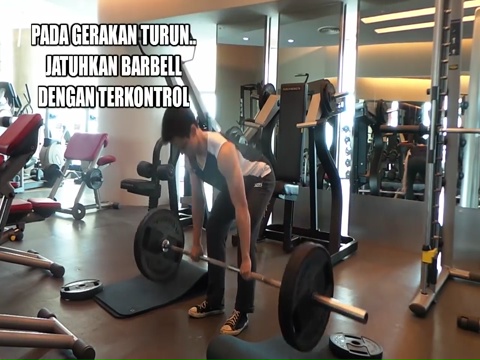 PADA GERAKAN TURUN..
JATUHKAN BARBELL
DENGAN TERKONTROL